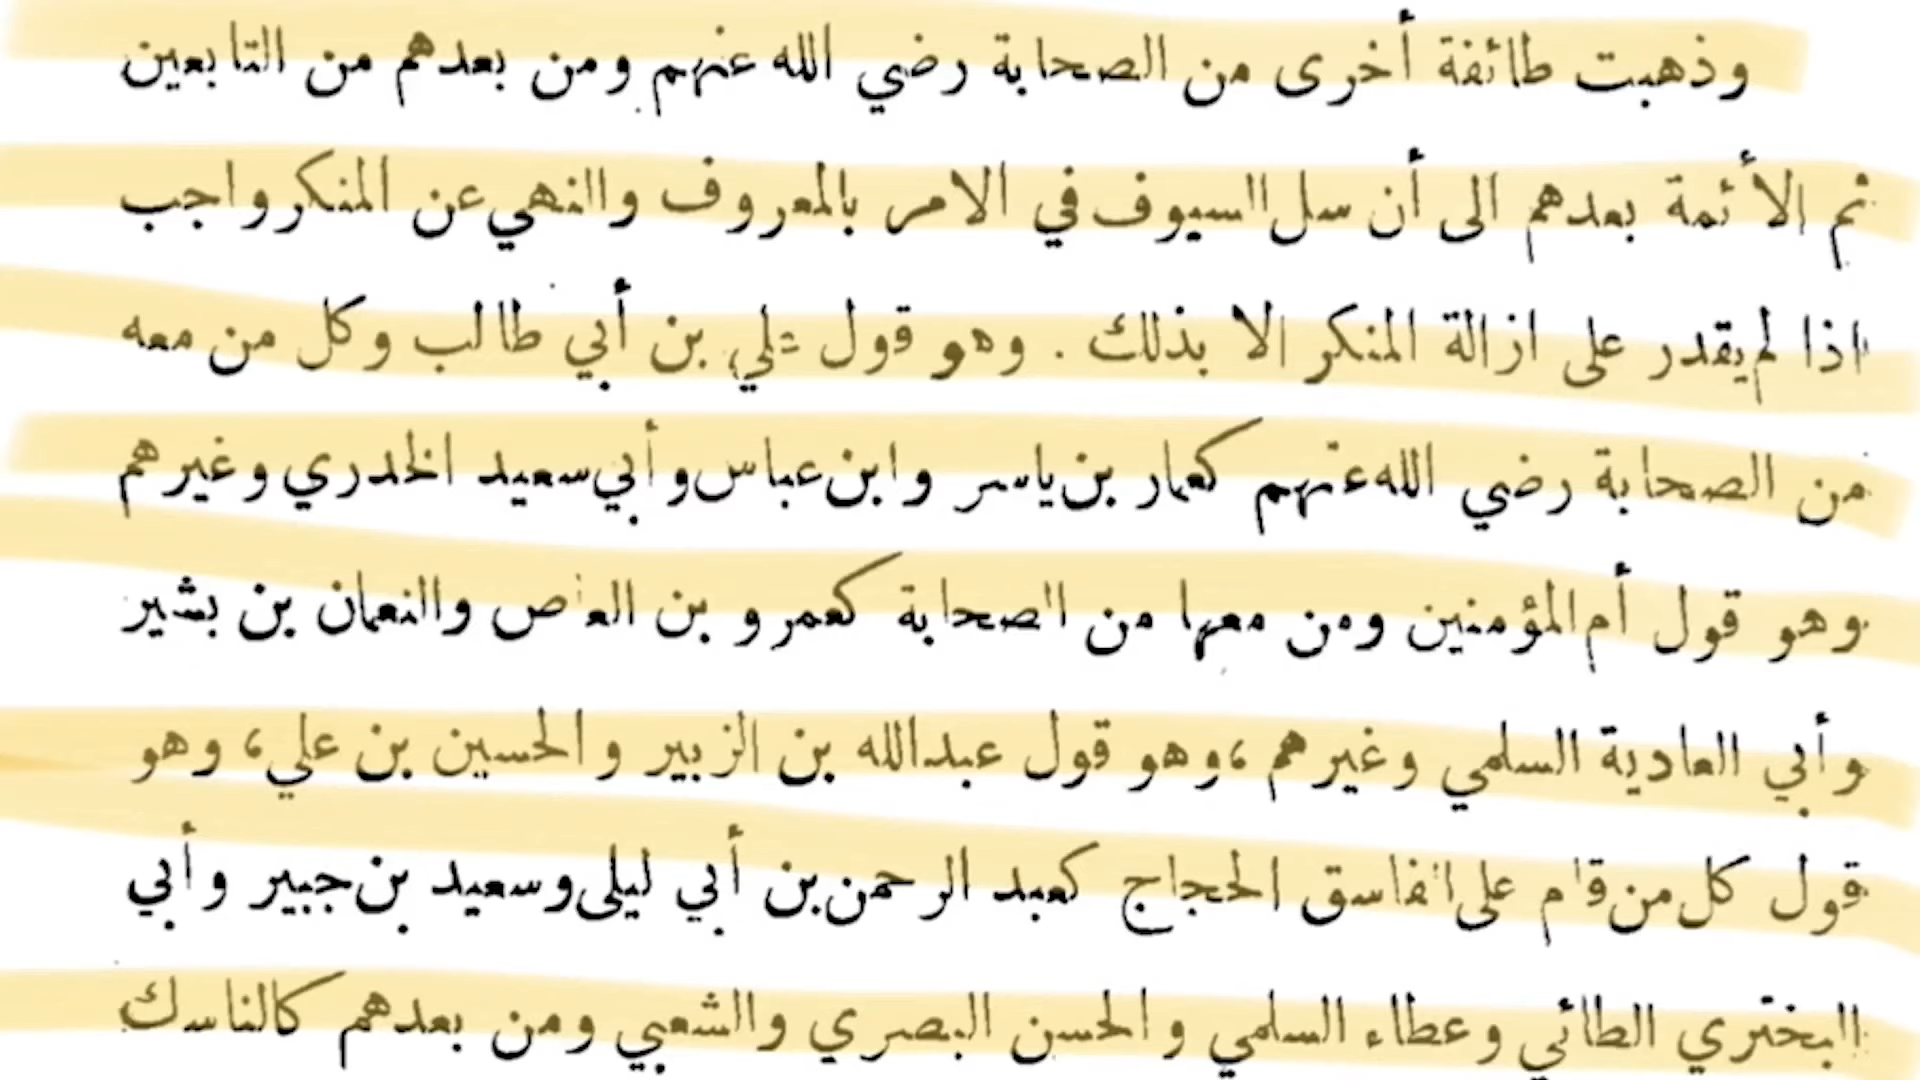 وذهبت طائفة أخرى من الصحابة رضي الله عنهم ومن بعدهم من التابعين
ثم الأئمة بعدهم الى أن سل السيوف في الامر بالمعروف والنهي عن المنكر واجب
اذا لم يقدر على ازالة المنكر الا بذلك . وهو قول علي بن أبي طالب وكل من معه
من الصحابة رضي الله عنهم كعمار بن ياسر وابن عباس وأبي سعيد الخدري وغيرهم
وهو قول أم المؤمنين ومن معها من الصحابة كعمرو بن العاص والنعمان بن بشير
وأبي العادية السلمي وغيرهم ، وهو قول عبدالله بن الزبير والحسين بن علي ، وهو
قول كل من قام على الفاسق الحجاج كعبد الرحمن بن أبي ليلى وسعيد بن جبير وأبي
البختري الطائي وعطاء السلمي والحسن البصري والشعبي ومن بعدهم كالناسك